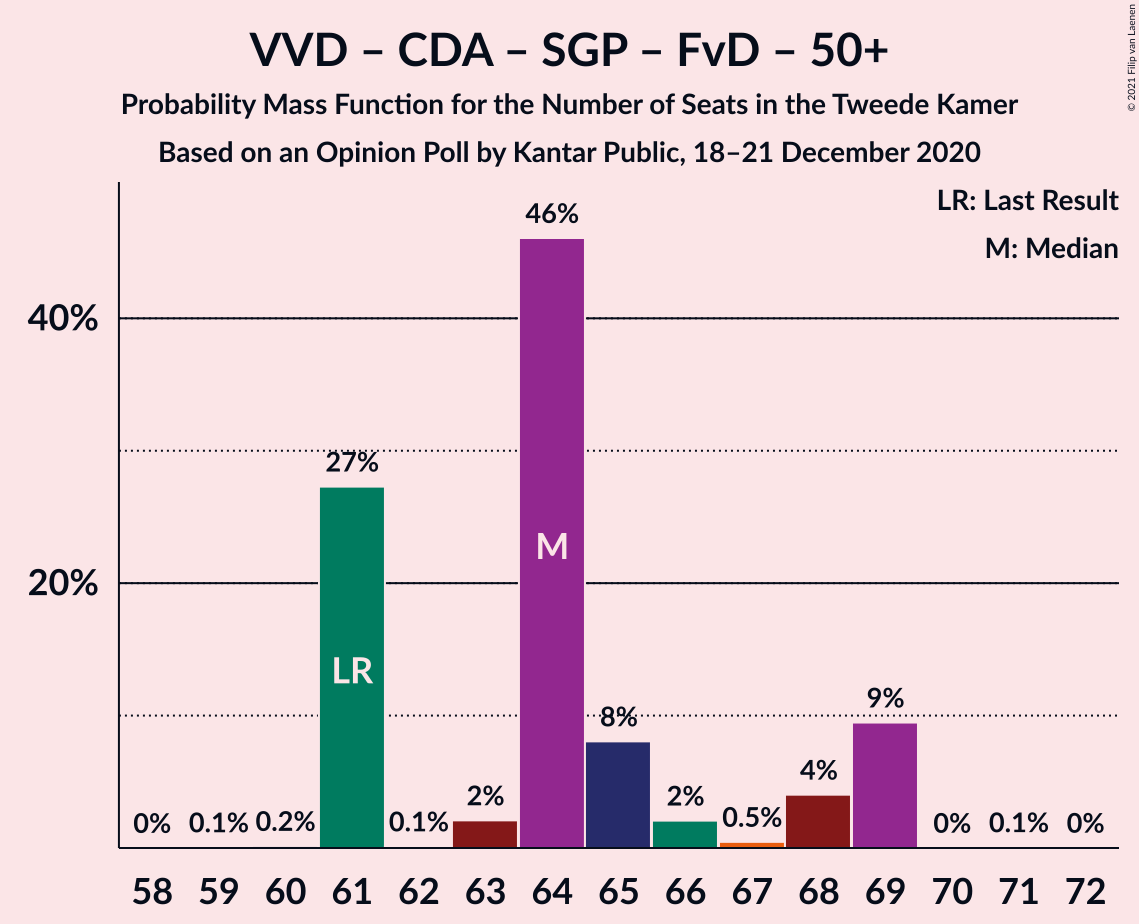 VVD – CDA – SGP – FvD – 50+
Probability Mass Function for the Number of Seats in the Tweede Kamer
Based on an Opinion Poll by Kantar Public, 18–21 December 2020
© 2021 Filip van Laenen
LR: Last Result
M: Median
40%
20%
0%
0.1%
0.2%
27%
0.1%
2%
46%
8%
2%
0.5%
4%
9%
0%
0.1%
0%
LR
M
58 59 60 61 62 63 64 65 66 67 68 69 70 71 72